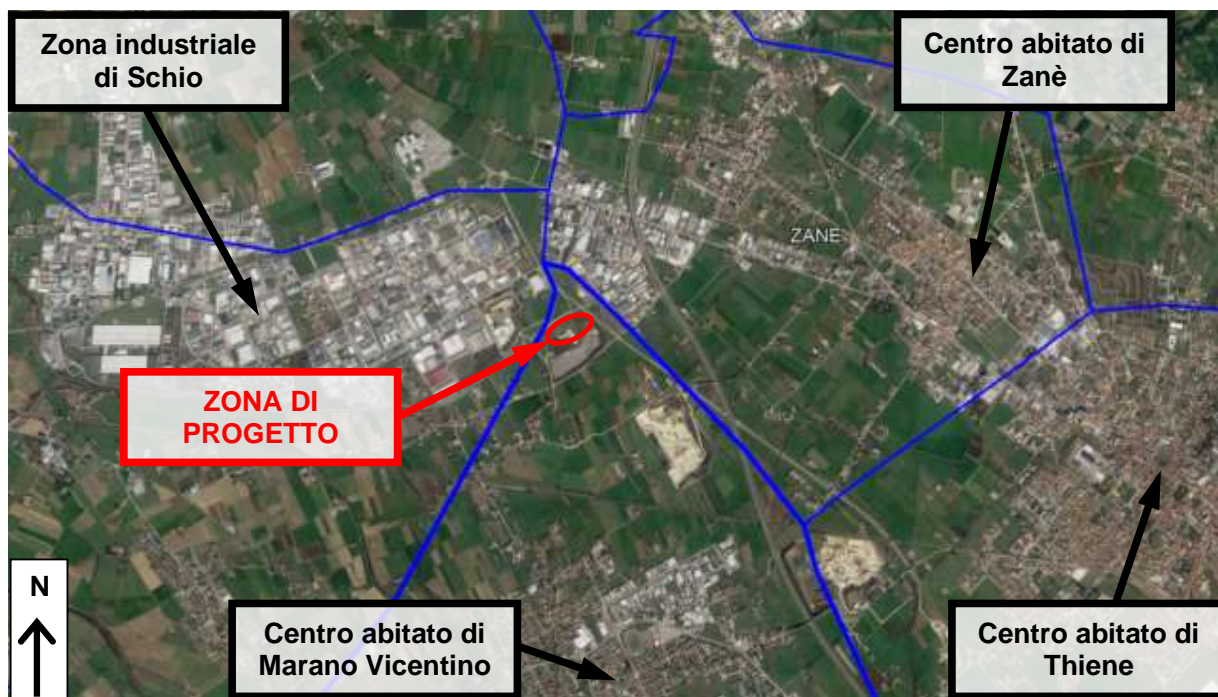 Zona industriale
di Schio
Centro abitato di
Zanè
ZANE
ZONA DI
PROGETTO
N
Centro abitato di
Marano Vicentino
Centro abitato di
Thiene